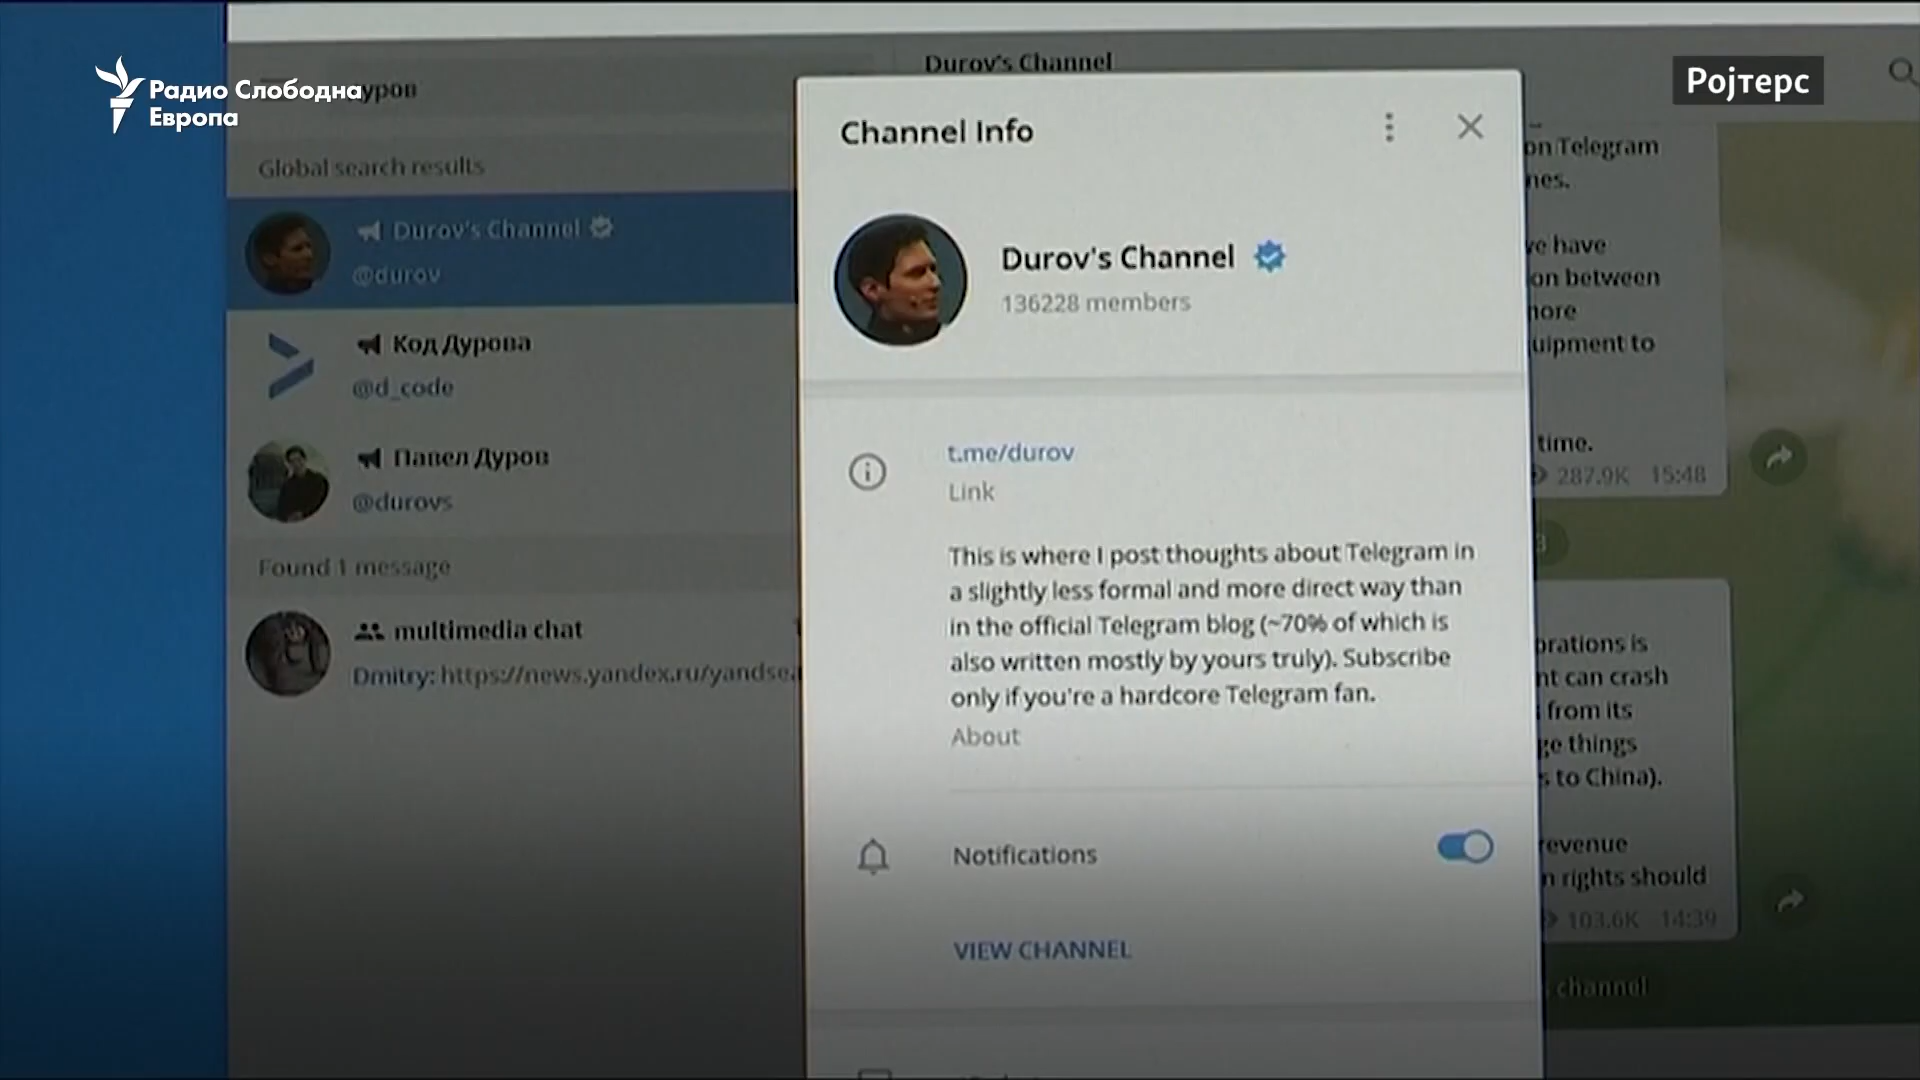 Радио Слободна
Европа
Ројтерс
уров
Global search results
Durov's Channel
@durov
Код Дурова
@d_code
Павел Дуров
@durovs
Found 1 message
multimedia chat
Dmitry: https://news.yandex.ru/yandsea
Durov's Channel
Channel Info
Durov's Channel
136228 members
t.me/durov
Link
This is where I post thoughts about Telegram in
a slightly less formal and more direct way than
in the official Telegram blog (~70% of which is
also written mostly by yours truly). Subscribe
only if you're a hardcore Telegram fan.
About
Notifications
VIEW CHANNEL
on Telegram
nes.
ve have
on between
nore
uipment to
time.
287.9K 15:48
orations is
nt can crash
from its
ge things
s to China).
revenue
n rights should
103.6K 14:39
channel